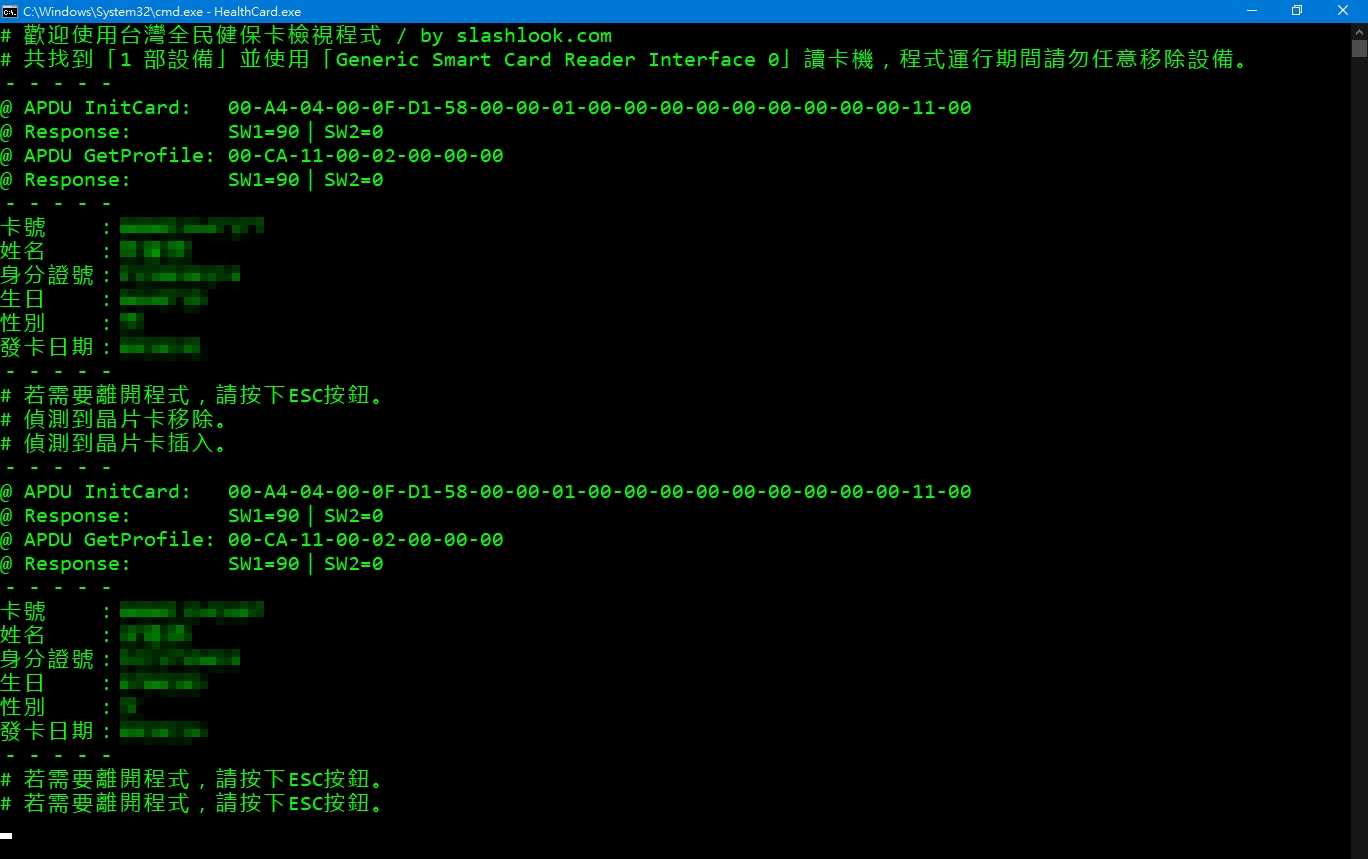 C:\Windows\System32\cmd.exe - HealthCard.exe
# 歡迎使用台灣全民健保卡檢視程式 / by slashlook.com
# 共找到「1 部設備」並使用「Generic Smart Card Reader Interface 0」讀卡機，程式運行期間請勿任意移除設備。
- - - - -
@ APDU InitCard: 00-A4-04-00-0F-D1-58-00-00-01-00-00-00-00-00-00-00-00-00-11-00
@ Response: SW1=90｜SW2=0
@ APDU GetProfile: 00-CA-11-00-02-00-00-00
@ Response: SW1=90｜SW2=0
- - - - -
卡號 :
姓名 :
身分證號 :
生日 :
性別 :
發卡日期 :
- - - - -
# 若需要離開程式，請按下ESC按鈕。
# 偵測到晶片卡移除。
# 偵測到晶片卡插入。
- - - - -
@ APDU InitCard: 00-A4-04-00-0F-D1-58-00-00-01-00-00-00-00-00-00-00-00-00-11-00
@ Response: SW1=90｜SW2=0
@ APDU GetProfile: 00-CA-11-00-02-00-00-00
@ Response: SW1=90｜SW2=0
- - - - -
卡號 :
姓名 :
身分證號 :
生日 :
性別 :
發卡日期 :
- - - - -
# 若需要離開程式，請按下ESC按鈕。
# 若需要離開程式，請按下ESC按鈕。